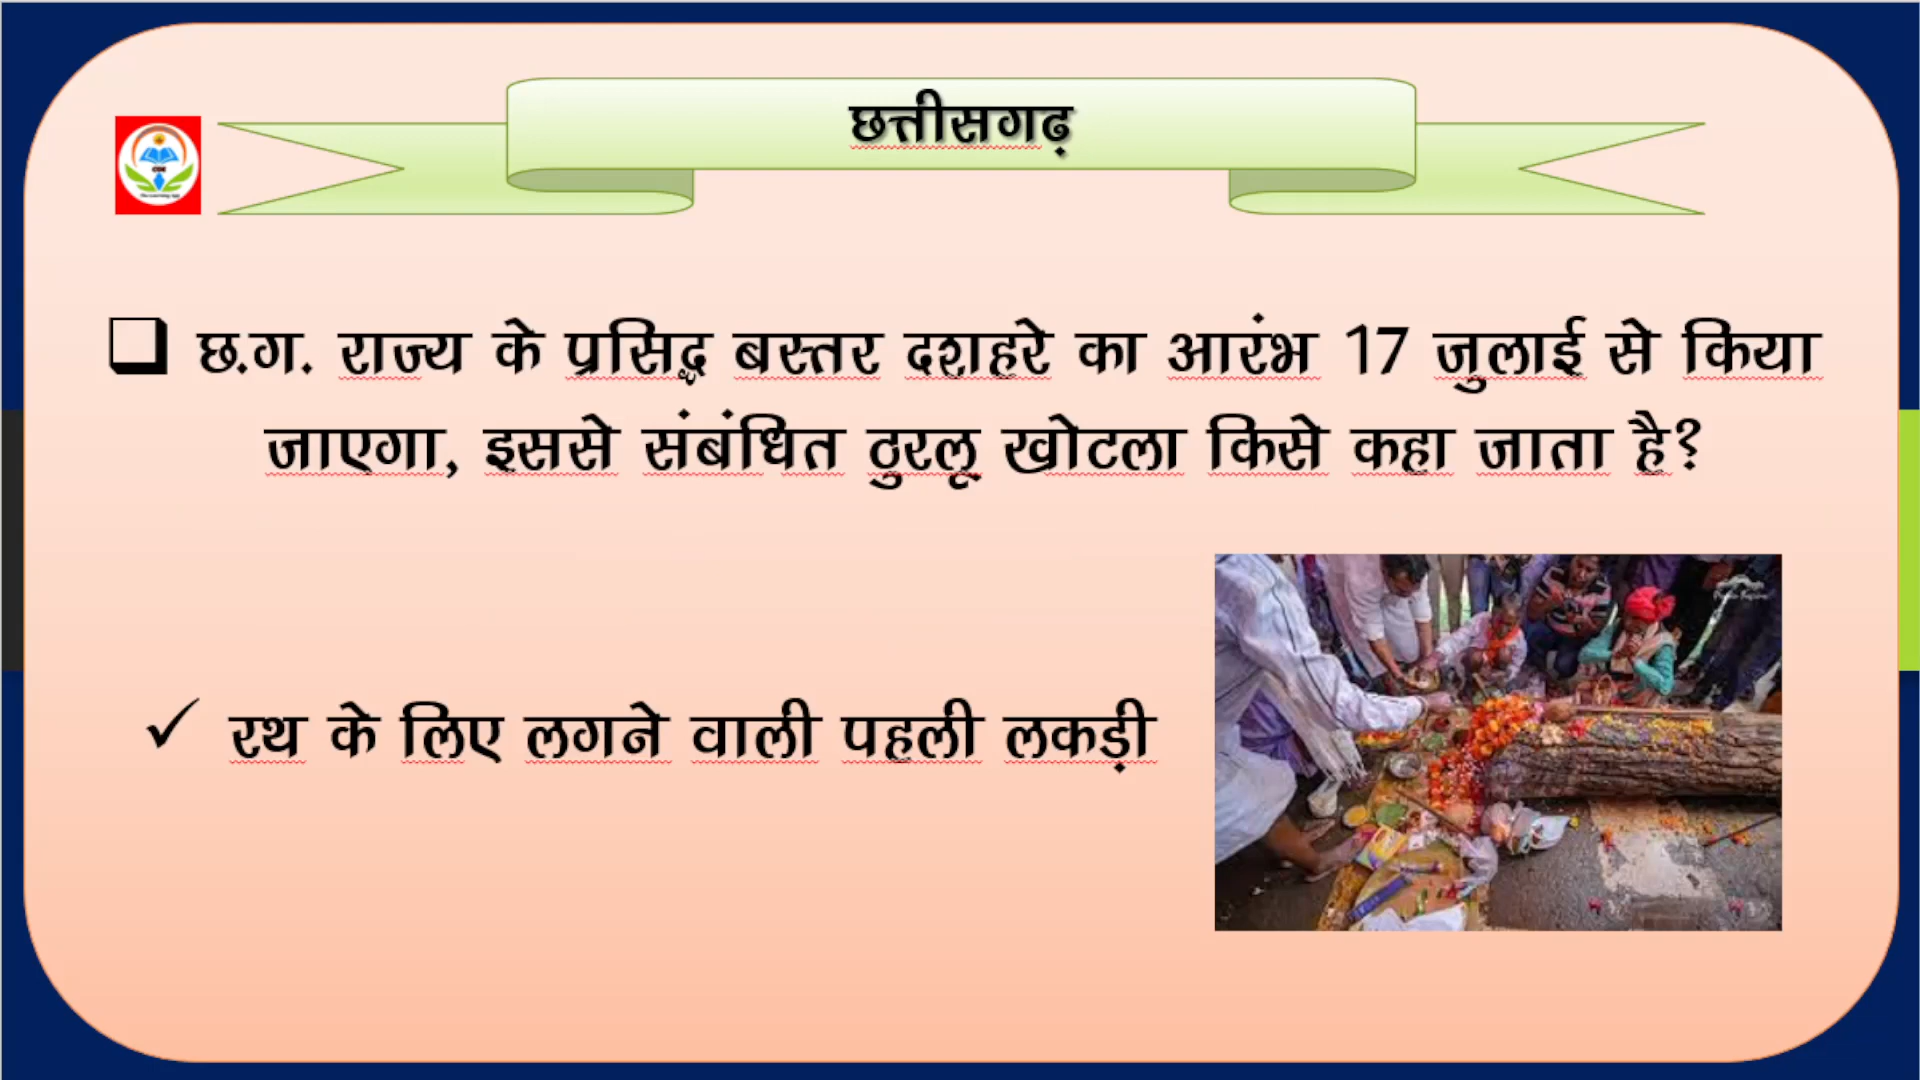 छत्तीसगढ़
छ.ग. राज्य के प्रसिद्ध बस्तर दशहरे का आरंभ 17 जुलाई से किया
जाएगा, इससे संबंधित ठुरलू खोटला किसे कहा जाता है?
रथ के लिए लगने वाली पहली लकड़ी